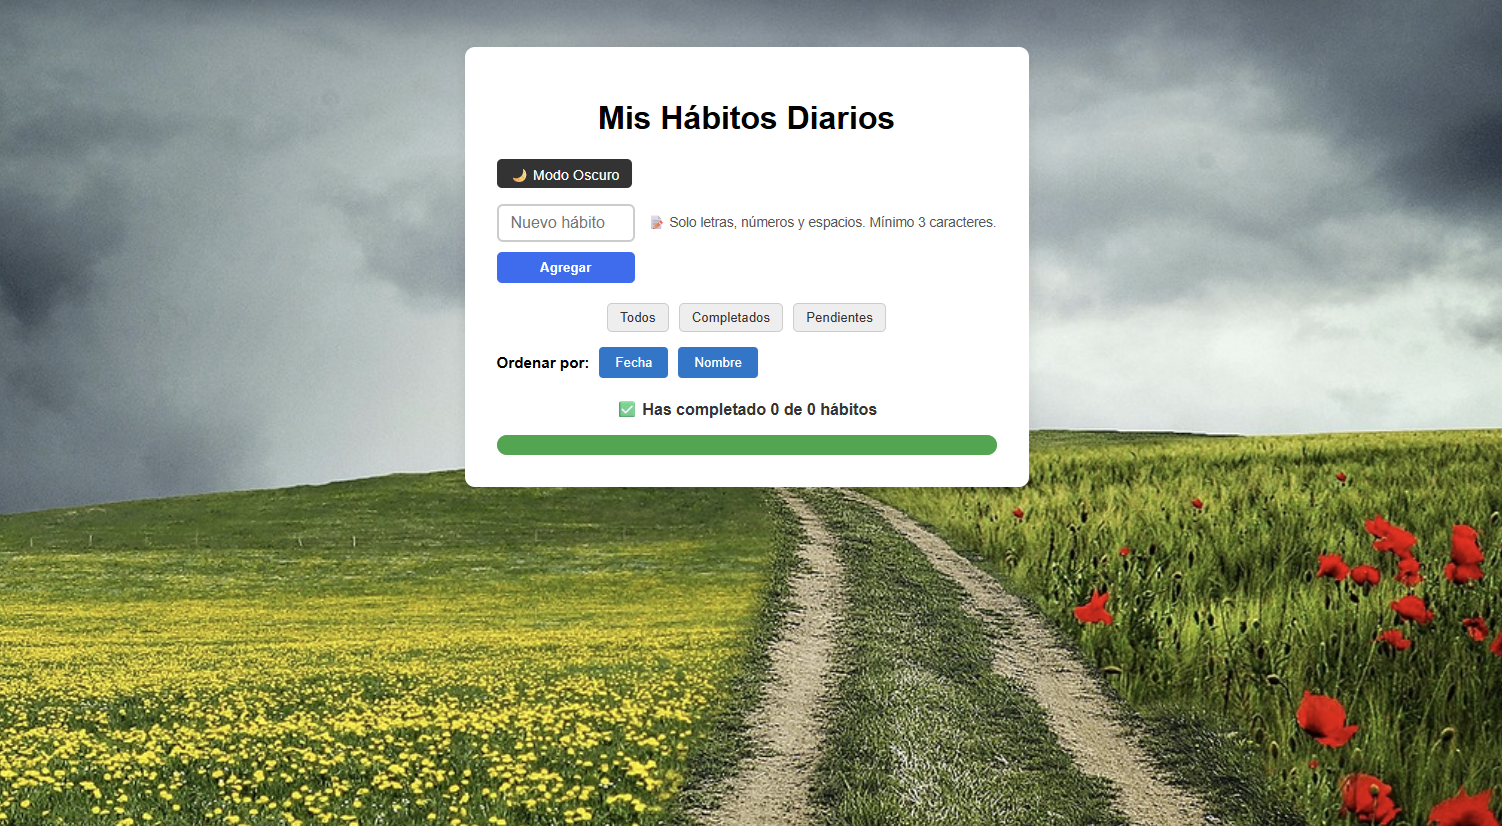 Mis Hábitos Diarios
🌙 Modo Oscuro
Nuevo hábito
📝 Solo letras, números y espacios. Mínimo 3 caracteres.
Agregar
Todos Completados Pendientes
Ordenar por: Fecha Nombre
✅ Has completado 0 de 0 hábitos